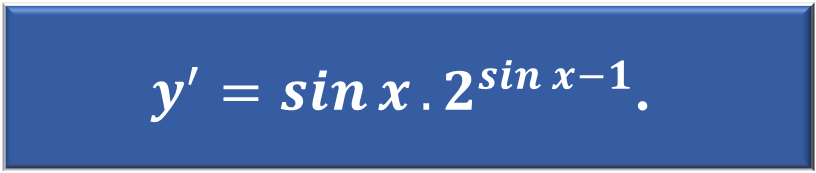 y′ = sin x . 2^{sin x−1}.